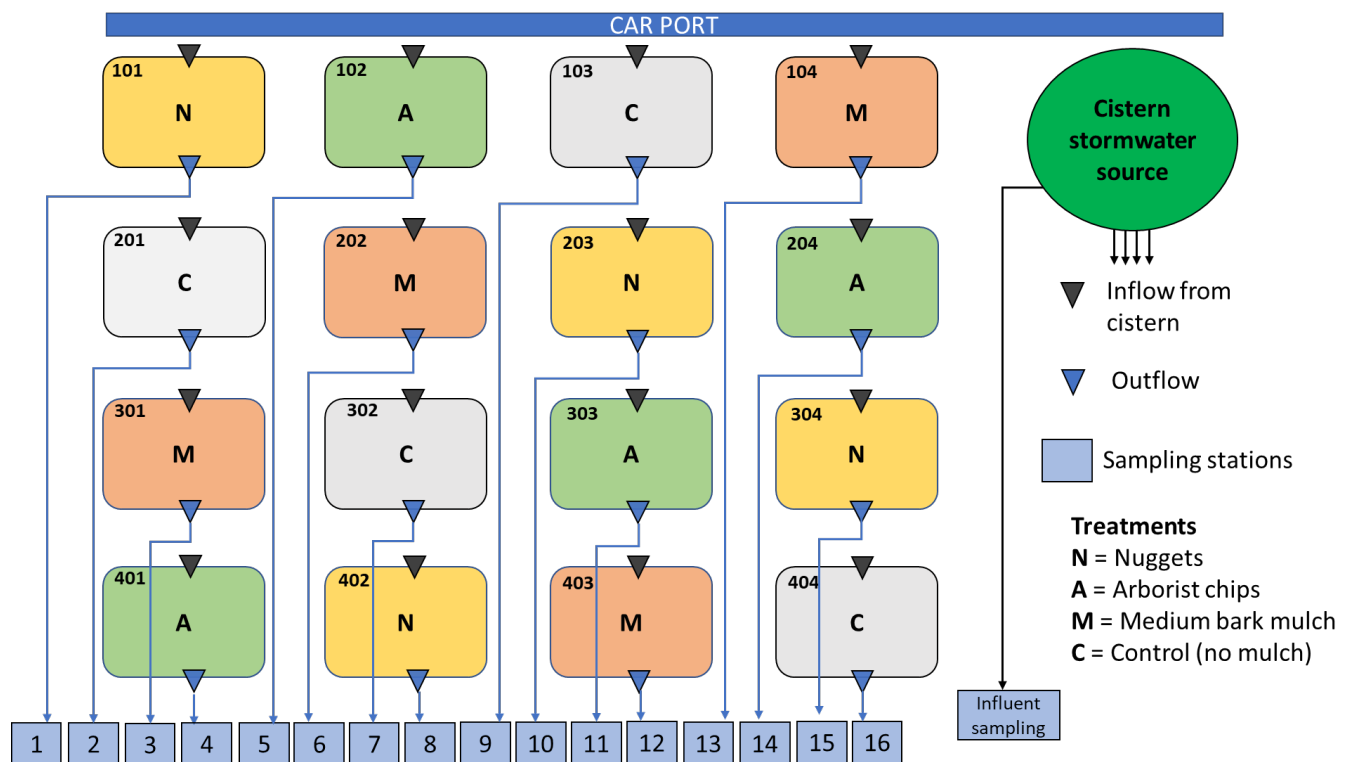 CAR PORT
101
N
102
A
103
C
104
M
Cistern
stormwater
source
201
C
202
M
203
N
204
A
Inflow from
cistern
Outflow
301
M
302
C
303
A
304
N
Sampling stations
Treatments
N = Nuggets
A = Arborist chips
M = Medium bark mulch
C = Control (no mulch)
401
A
402
N
403
M
404
C
Influent
sampling
1
2
3
4
5
6
7
8
9
10
11
12
13
14
15
16